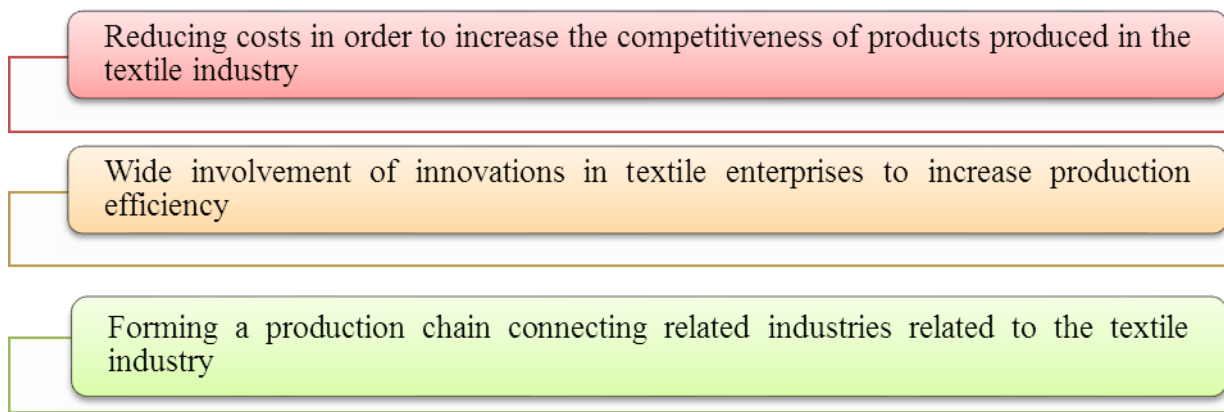 Reducing costs in order to increase the competitiveness of products produced in the
textile industry
Wide involvement of innovations in textile enterprises to increase production
efficiency
Forming a production chain connecting related industries related to the textile
industry